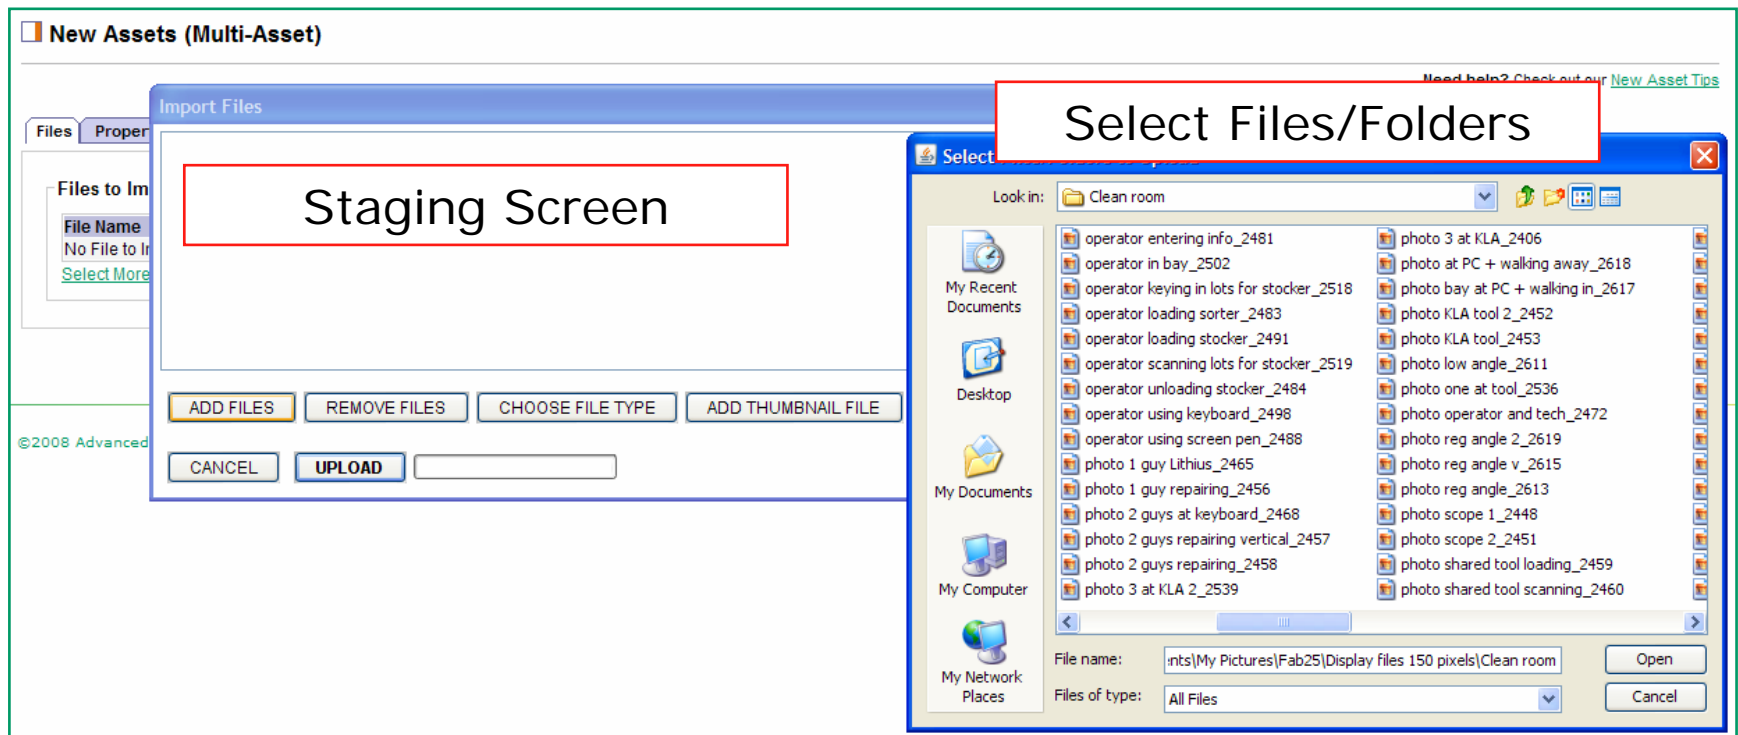 New Assets (Multi-Asset)
Need help? Check out our New Asset Tips
Import Files
Select Files/Folders
Files Proper
Select
Staging Screen
Files to Im
File Name
No File to Ir
Select More
Look in: Clean room
My Recent
Documents
Desktop
My Documents
My Computer
My Network
Places
operator entering info_2481
operator in bay_2502
operator keying in lots for stocker_2518
operator loading sorter_2483
operator loading stocker_2491
operator scanning lots for stocker_2519
operator unloading stocker_2484
operator using keyboard_2498
operator using screen pen_2488
photo 1 guy Lithius_2465
photo 1 guy repairing_2456
photo 2 guys at keyboard_2468
photo 2 guys repairing vertical_2457
photo 2 guys repairing_2458
photo 3 at KLA 2_2539
photo 3 at KLA_2406
photo at PC + walking away_2618
photo bay at PC + walking in_2617
photo KLA tool 2_2452
photo KLA tool_2453
photo low angle_2611
photo one at tool_2536
photo operator and tech_2472
photo reg angle 2_2619
photo reg angle v_2615
photo reg angle_2613
photo scope 1_2448
photo scope 2_2451
photo shared tool loading_2459
photo shared tool scanning_2460
ADD FILES REMOVE FILES CHOOSE FILE TYPE ADD THUMBNAIL FILE
CANCEL UPLOAD
©2008 Advanced
File name: nts\My Pictures\Fab25\Display files 150 pixels\Clean room Open
Files of type: All Files Cancel